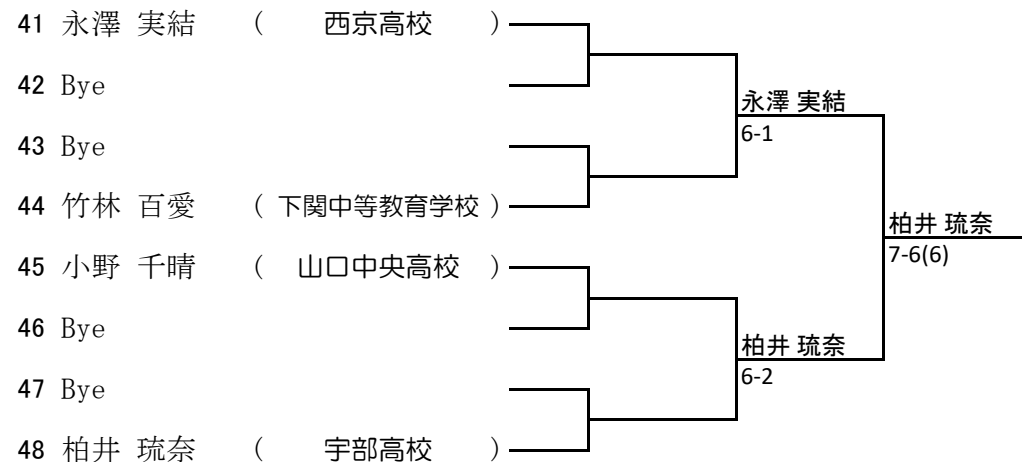 41 永澤 実結 ( 西京高校 )
42 Bye
永澤 実結
43 Bye
6-1
44 竹林 百愛 ( 下関中等教育学校 )
柏井 琉奈
45 小野 千晴 ( 山口中央高校 )
7-6(6)
46 Bye
柏井 琉奈
47 Bye
6-2
48 柏井 琉奈 ( 宇部高校 )